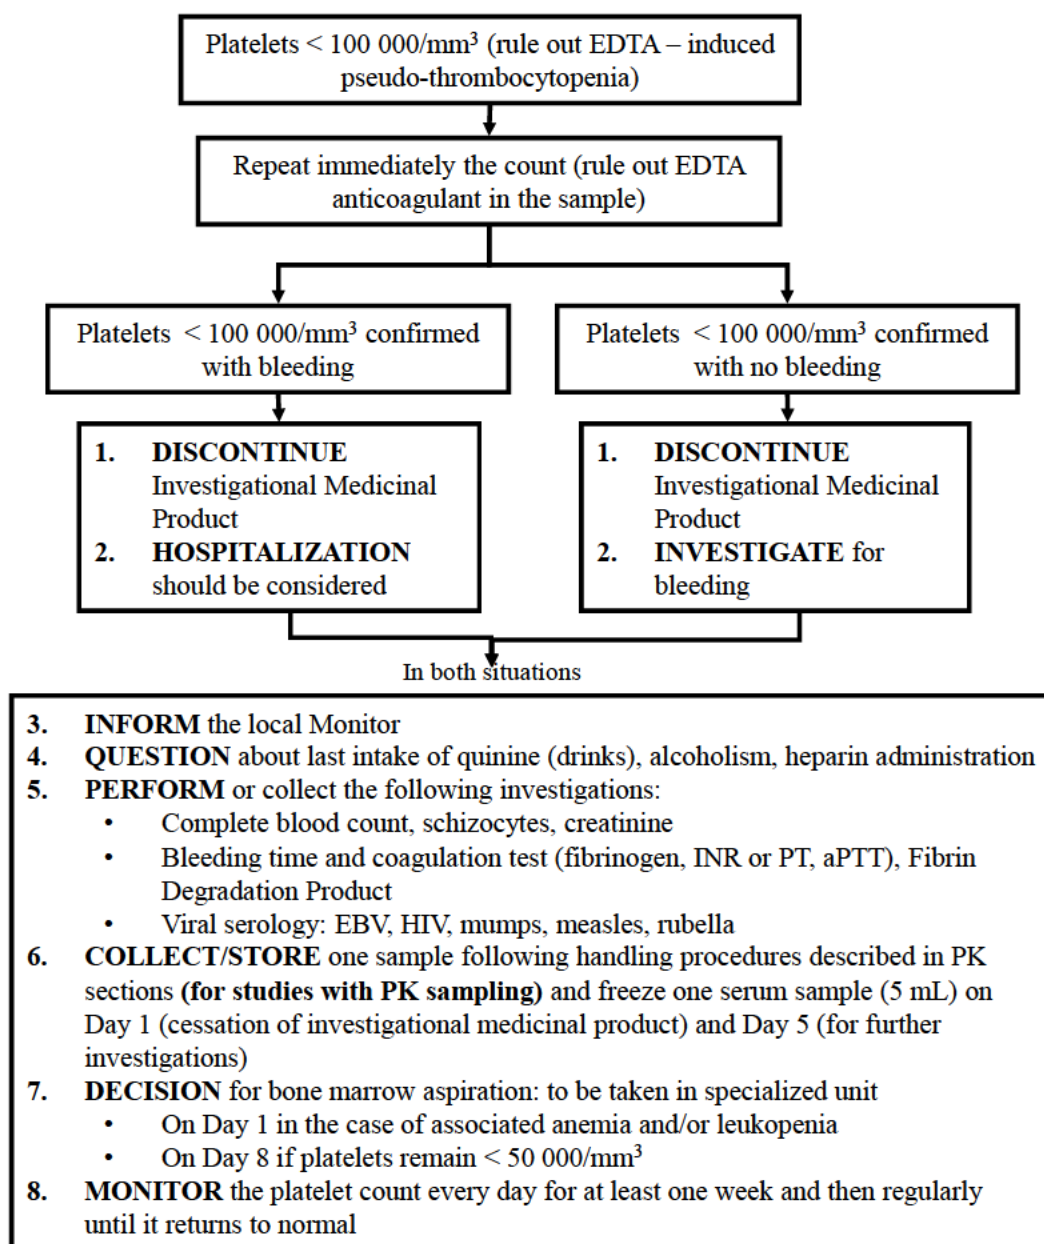 Platelets < 100 000/mm³ (rule out EDTA – induced
pseudo-thrombocytopenia)
Repeat immediately the count (rule out EDTA
anticoagulant in the sample)
Platelets < 100 000/mm³ confirmed
with bleeding
Platelets < 100 000/mm³ confirmed
with no bleeding
1. DISCONTINUE
Investigational Medicinal
Product
2. HOSPITALIZATION
should be considered
1. DISCONTINUE
Investigational Medicinal
Product
2. INVESTIGATE for
bleeding
In both situations
3. INFORM the local Monitor
4. QUESTION about last intake of quinine (drinks), alcoholism, heparin administration
5. PERFORM or collect the following investigations:
• Complete blood count, schizocytes, creatinine
• Bleeding time and coagulation test (fibrinogen, INR or PT, aPTT), Fibrin
Degradation Product
• Viral serology: EBV, HIV, mumps, measles, rubella
6. COLLECT/STORE one sample following handling procedures described in PK
sections (for studies with PK sampling) and freeze one serum sample (5 mL) on
Day 1 (cessation of investigational medicinal product) and Day 5 (for further
investigations)
7. DECISION for bone marrow aspiration: to be taken in specialized unit
• On Day 1 in the case of associated anemia and/or leukopenia
• On Day 8 if platelets remain < 50 000/mm³
8. MONITOR the platelet count every day for at least one week and then regularly
until it returns to normal